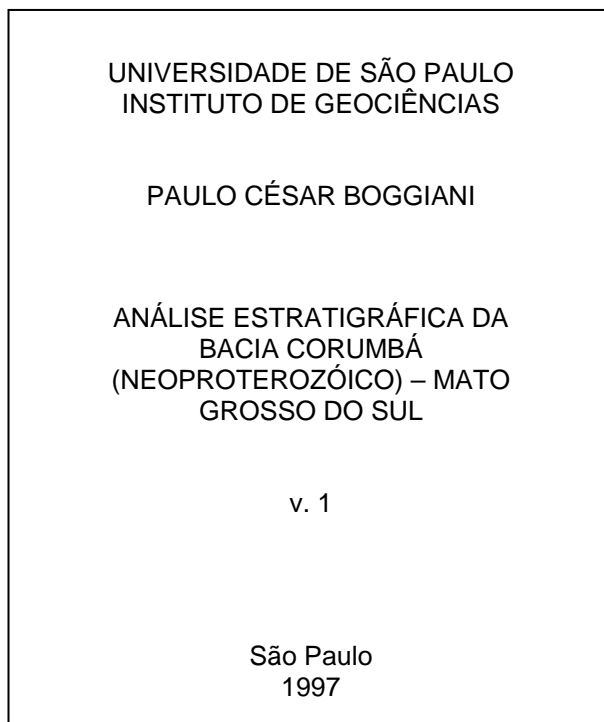 UNIVERSIDADE DE SÃO PAULO
INSTITUTO DE GEOCIÊNCIAS
PAULO CÉSAR BOGGIANI
ANÁLISE ESTRATIGRÁFICA DA
BACIA CORUMBÁ
(NEOPROTEROZÓICO) – MATO
GROSSO DO SUL
v. 1
São Paulo
1997